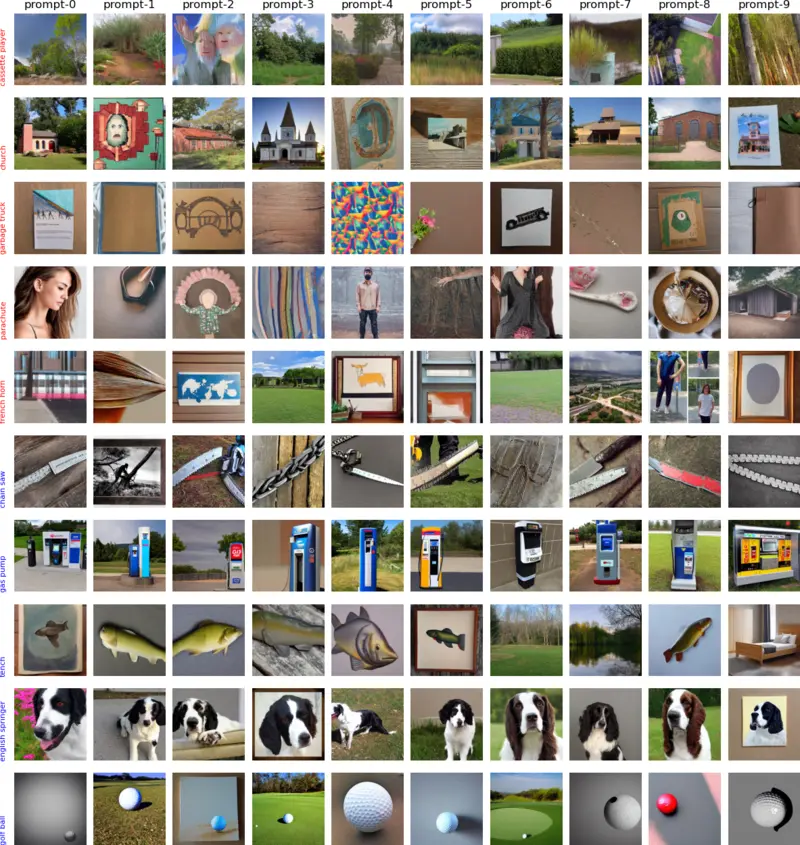 prompt-0 prompt-1 prompt-2 prompt-3 prompt-4 prompt-5 prompt-6 prompt-7 prompt-8 prompt-9
cassette player
church
garbage truck
parachute
french horn
chain saw
gas pump
tench
english springer
golf ball